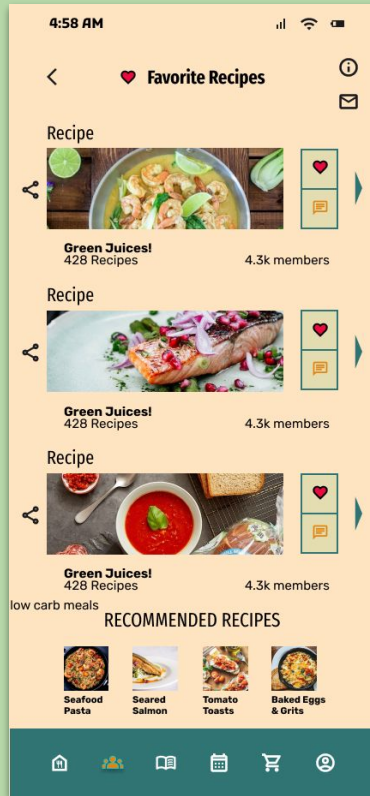 4:58 AM
Favorite Recipes
Recipe
Green Juices!
428 Recipes
4.3k members
Recipe
Green Juices!
428 Recipes
4.3k members
Recipe
Green Juices!
428 Recipes
4.3k members
low carb meals
RECOMMENDED RECIPES
Seafood
Pasta
Seared
Salmon
Tomato
Toasts
Baked Eggs
& Grits